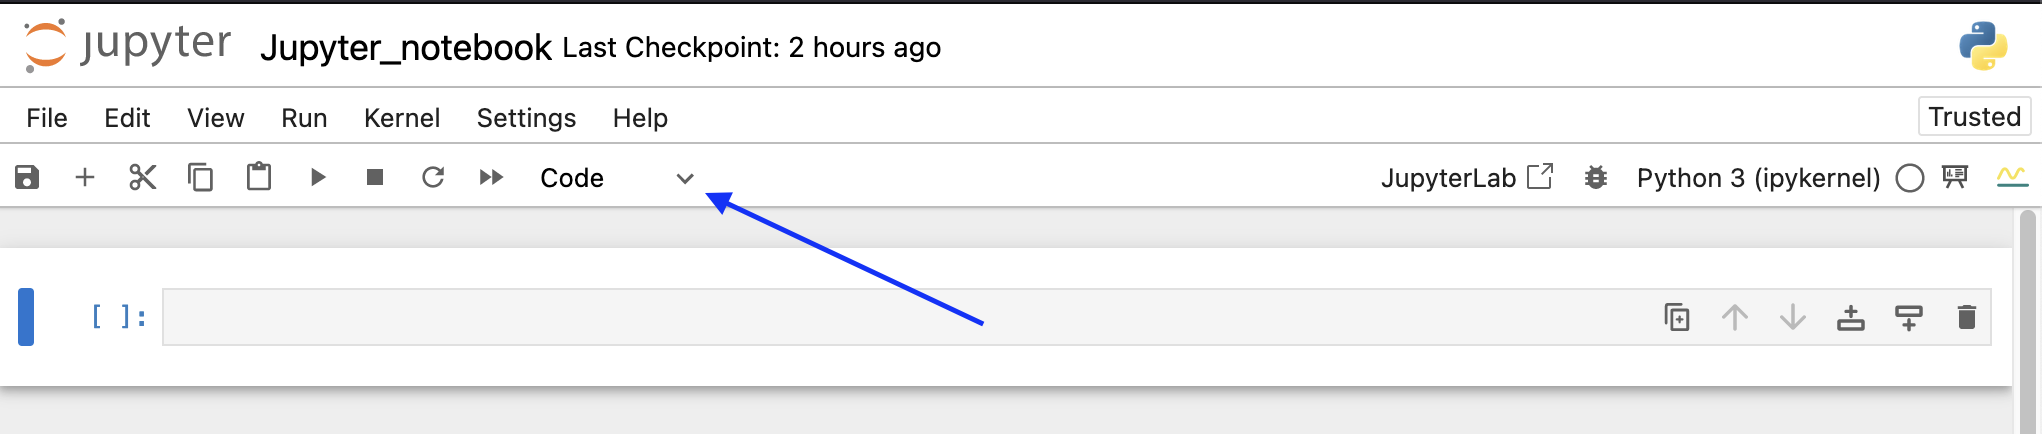 jupyter Jupyter_notebook Last Checkpoint: 2 hours ago
File Edit View Run Kernel Settings Help Trusted
Code JupyterLab Python 3 (ipykernel)
[ ]: